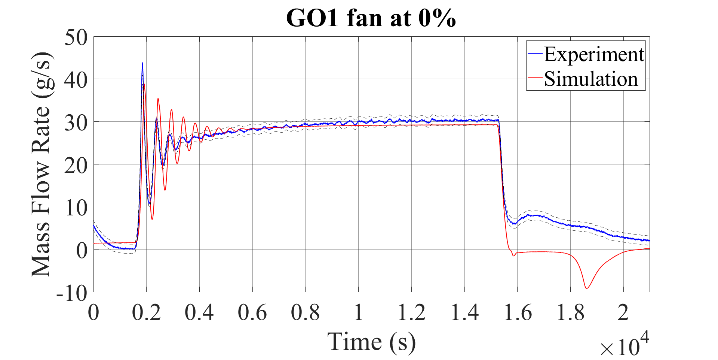 GO1 fan at 0%
Mass Flow Rate (g/s)
50
40
30
20
10
0
-10
Experiment
Simulation
0 0.2 0.4 0.6 0.8 1 1.2 1.4 1.6 1.8 2
Time (s)
×10⁴